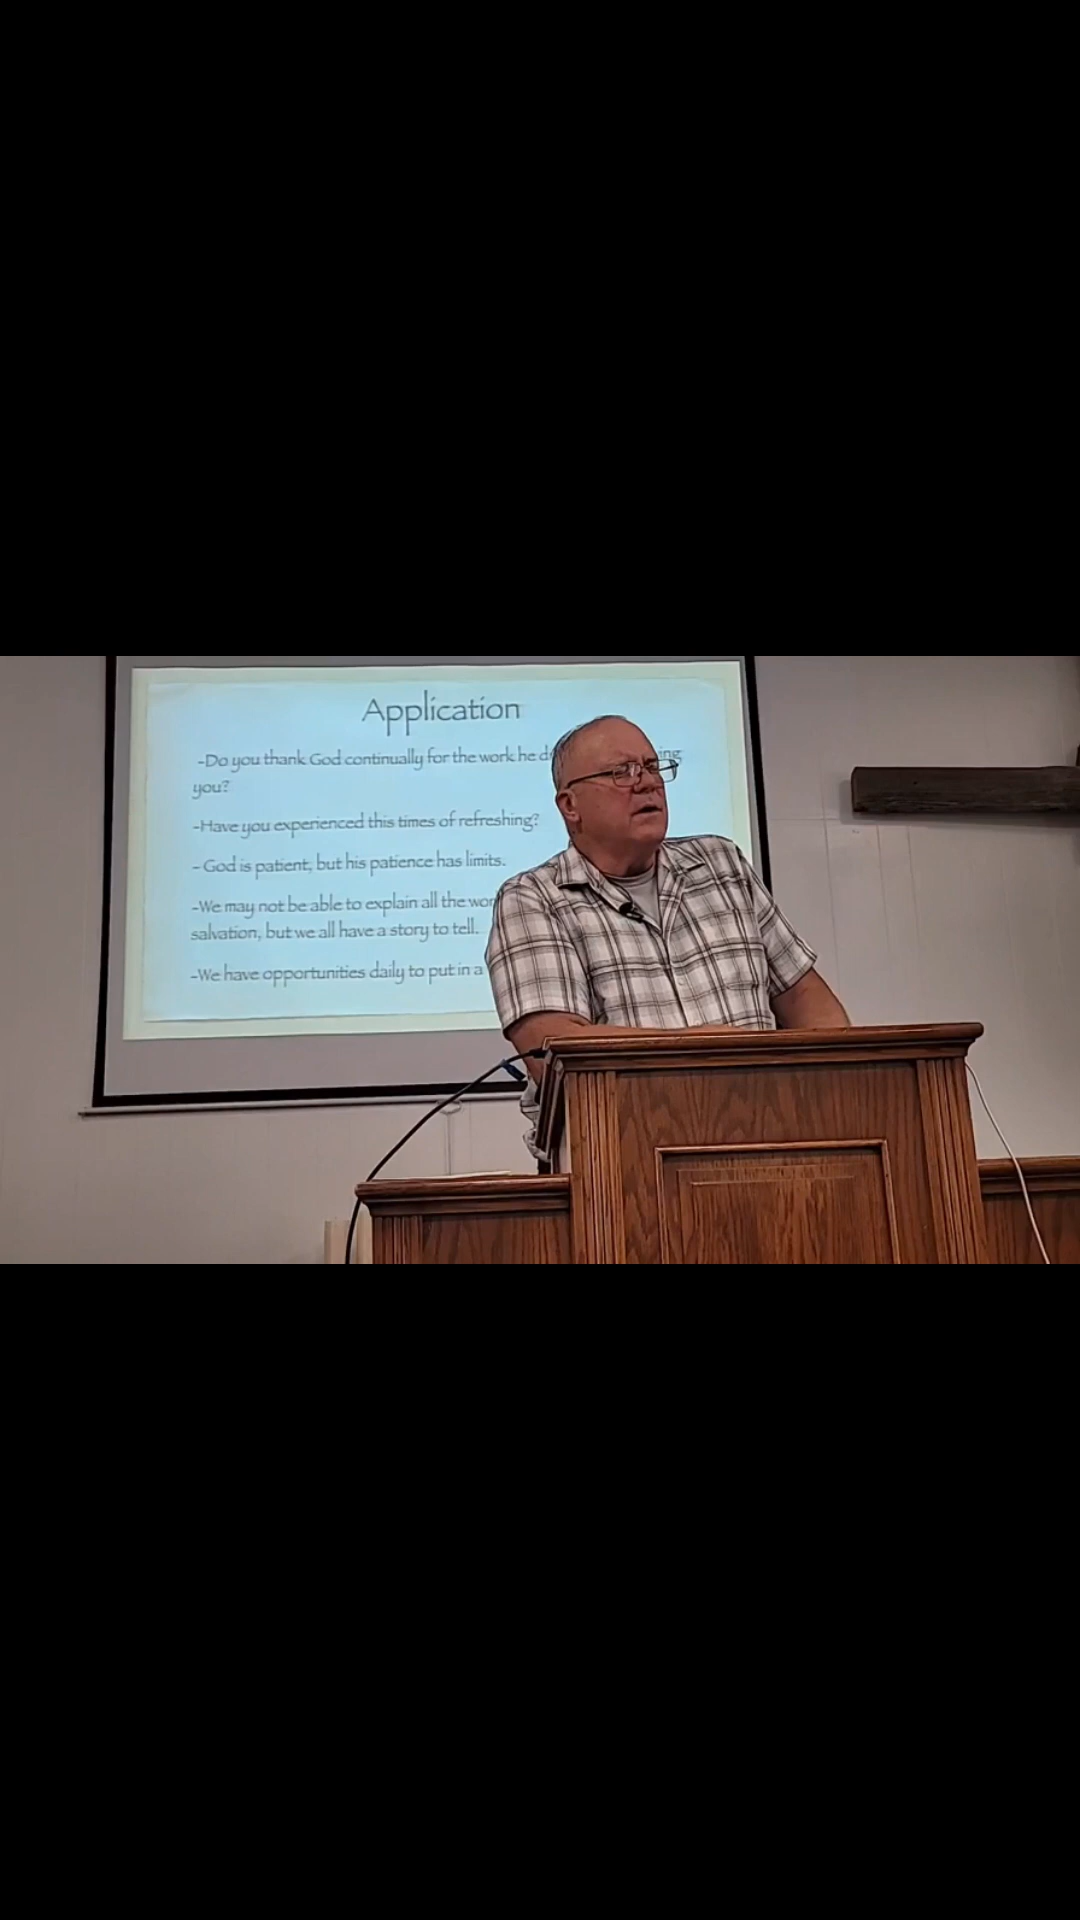 Application
-Do you thank God continually for the work he
you?
-Have you experienced this times of refreshing?
- God is patient, but his patience has limits.
-We may not be able to explain all the
salvation, but we all have a story to tell.
-We have opportunities daily to put in a